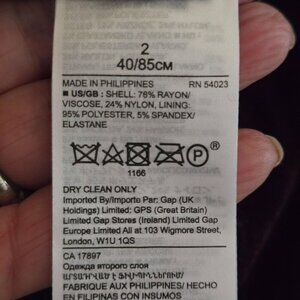 2
40/85CM
MADE IN PHILIPPINES RN 54023
■ US/GB : SHELL: 76% RAYON/
VISCOSE, 24% NYLON, LINING:
95% POLYESTER, 5% SPANDEX/
ELASTANE
P
1166
DRY CLEAN ONLY
Imported By/Importe Par: Gap (UK
Holdings) Limited: GPS (Great Britain)
Limited Gap Stores (Ireland) Limited Gap
Europe Limited All at 103 Wigmore Street,
London, W1U 1QS
CA 17897
Одежда второго слоя
FABRIQUE AUX PHILIPPINES/ HECHO
EN FILIPINAS CON INSUMOS